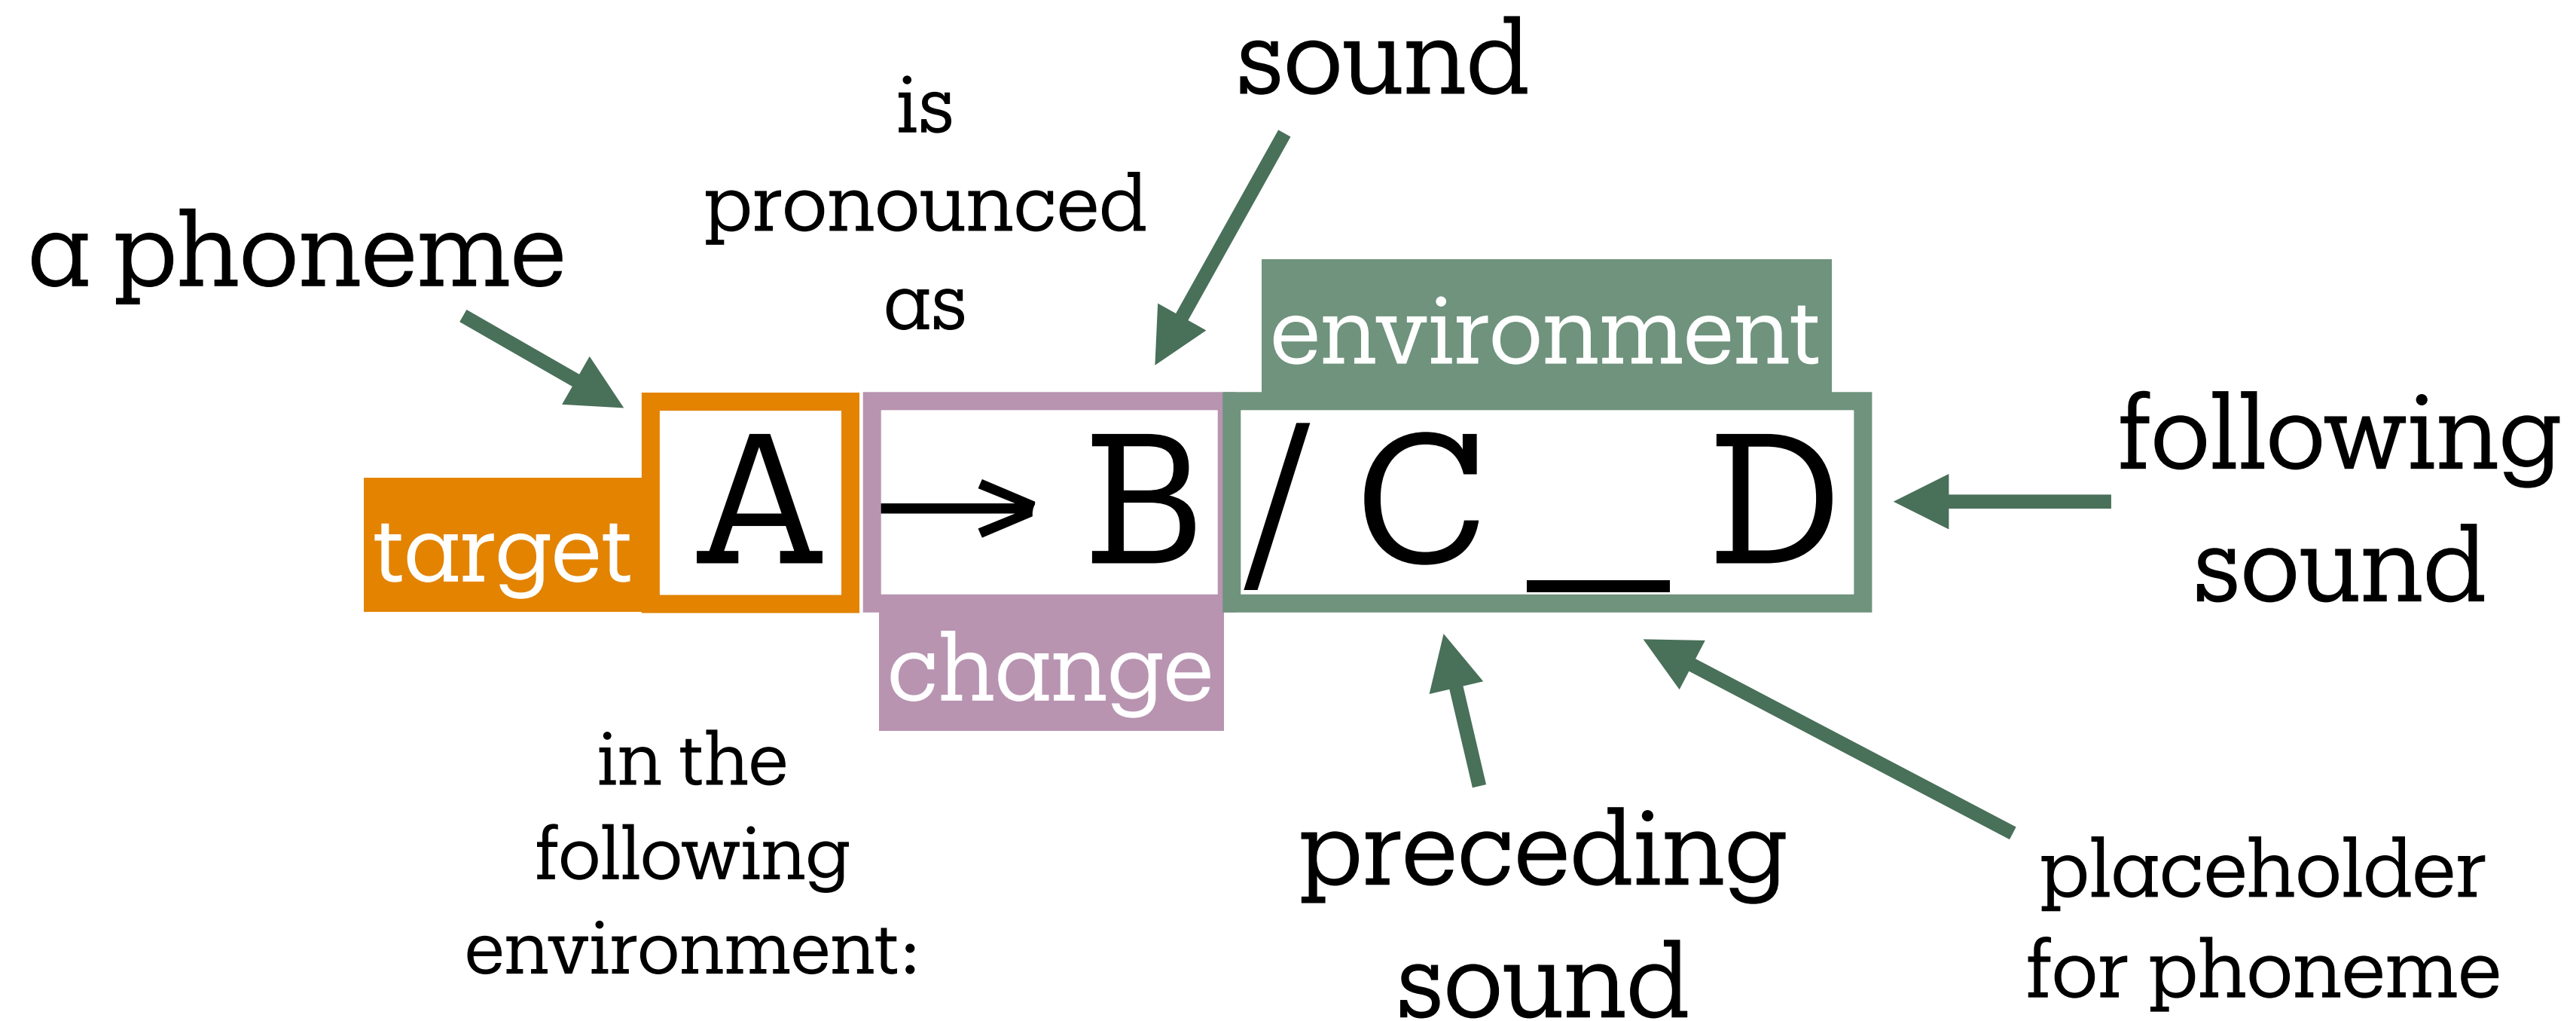 sound
is
pronounced
as
a phoneme
environment
target
A → B / C __ D
following
sound
change
in the
following
environment:
preceding
sound
placeholder
for phoneme